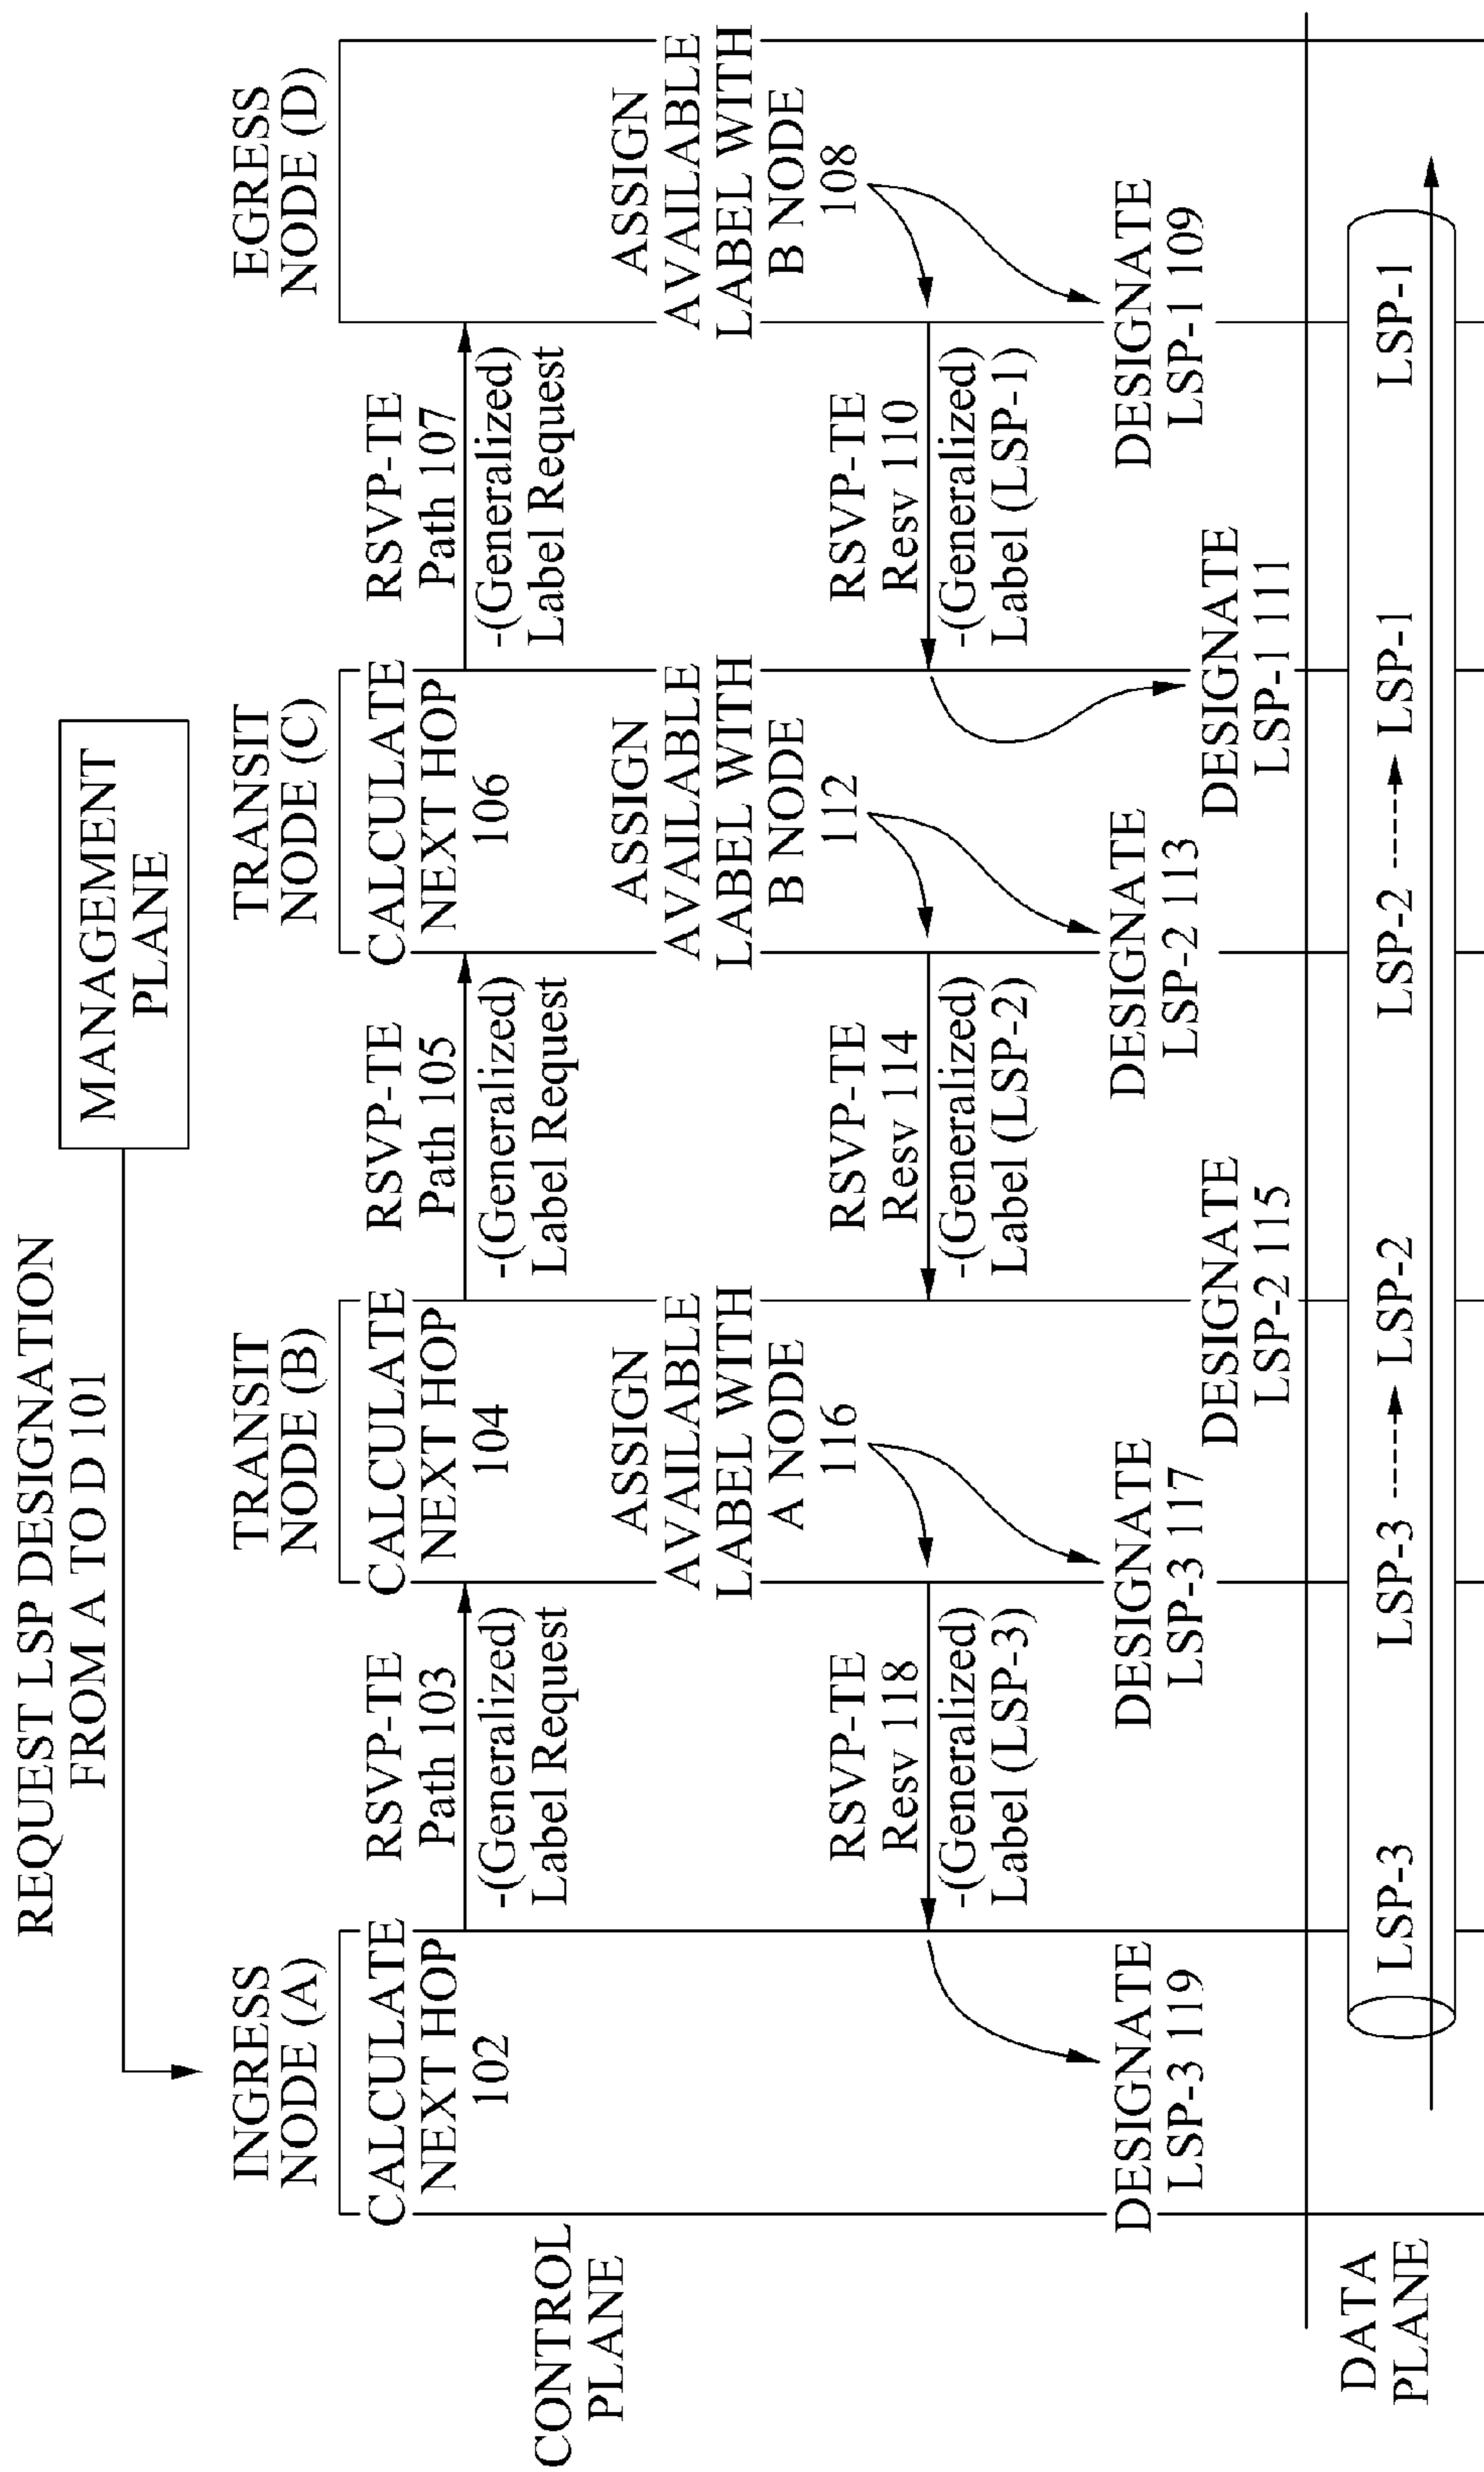 REQUEST LSP DESIGNATION
FROM A TO D 101
MANAGEMENT
PLANE
INGRESS
NODE (A)
TRANSIT
NODE (B)
TRANSIT
NODE (C)
EGRESS
NODE (D)
CONTROL
PLANE
CALCULATE
NEXT HOP
102
RSVP-TE
Path 103
-(Generalized)
Label Request
CALCULATE
NEXT HOP
104
RSVP-TE
Path 105
-(Generalized)
Label Request
CALCULATE
NEXT HOP
106
RSVP-TE
Path 107
-(Generalized)
Label Request
ASSIGN
AVAILABLE
LABEL WITH
A NODE
116
ASSIGN
AVAILABLE
LABEL WITH
B NODE
112
ASSIGN
AVAILABLE
LABEL WITH
B NODE
108
RSVP-TE
Resv 118
-(Generalized)
Label (LSP-3)
RSVP-TE
Resv 114
-(Generalized)
Label (LSP-2)
RSVP-TE
Resv 110
-(Generalized)
Label (LSP-1)
DESIGNATE
LSP-3 119
DESIGNATE
LSP-3 117
DESIGNATE
LSP-2 115
DESIGNATE
LSP-2 113
DESIGNATE
LSP-1 111
DESIGNATE
LSP-1 109
DATA
PLANE
LSP-3
LSP-3
LSP-2
LSP-2
LSP-1
LSP-1